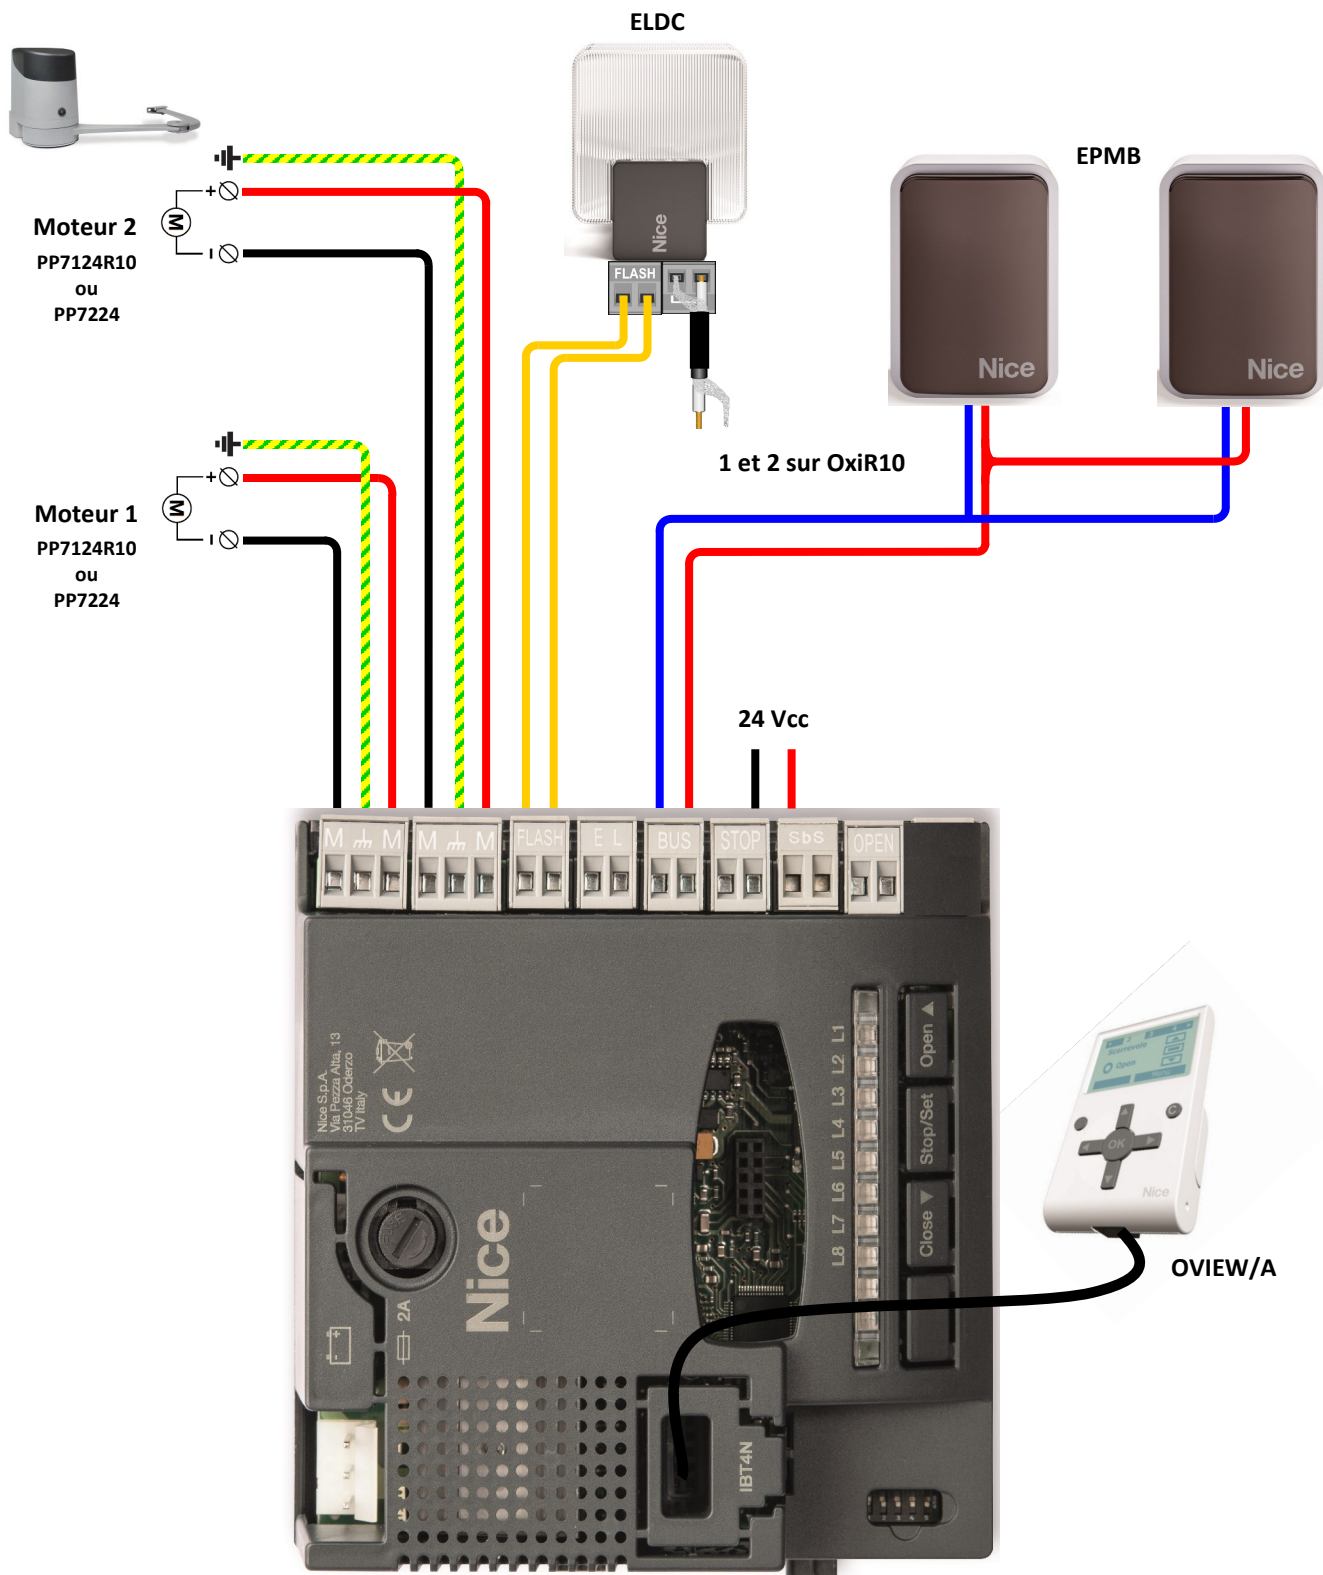 ELDC
EPMB
Moteur 2
PP7124R10
ou
PP7224
+
M
-
Nice
FLASH
Nice
Nice
1 et 2 sur OxiR10
Moteur 1
PP7124R10
ou
PP7224
+
M
-
24 Vcc
M M
M M
FLASH
E L
BUS
STOP
SbS
OPEN
Nice S.p.A.
Via Pezza Alta, 13
31046 Oderzo
TV Italy
CE
L1
L2
L3
L4
L5
L6
L7
L8
Open ▲
Stop/Set
Close ▼
Nice
2A
IBT4N
Scorrevole
Open
OK
C
Nice
OVIEW/A